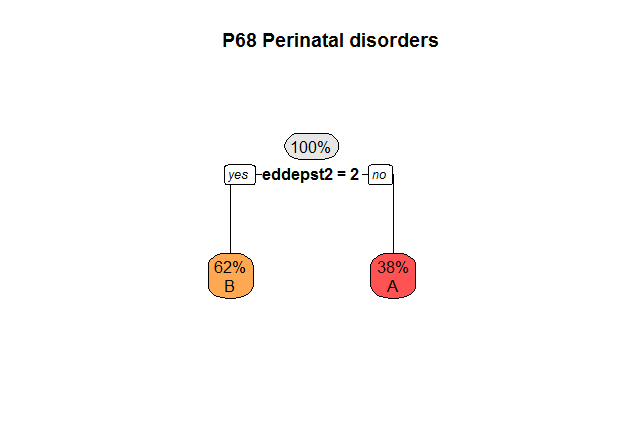 P68 Perinatal disorders
100%
yes eddepst2 = 2 no
62% 38%
B A